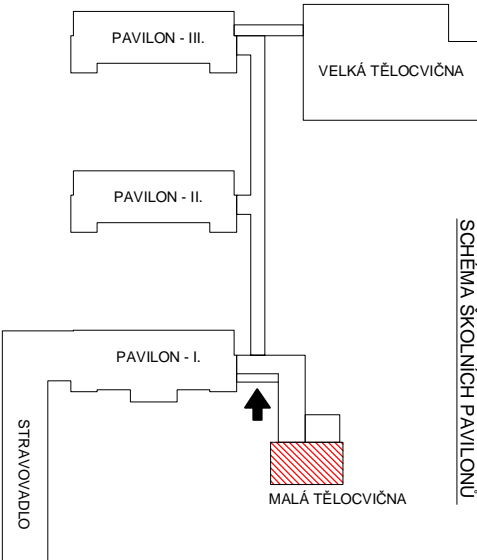 PAVILON - III.
VELKÁ TĚLOCVIČNA
PAVILON - II.
SCHÉMA ŠKOLNÍCH PAVILONŮ
PAVILON - I.
STRAVOVADLO
MALÁ TĚLOCVIČNA